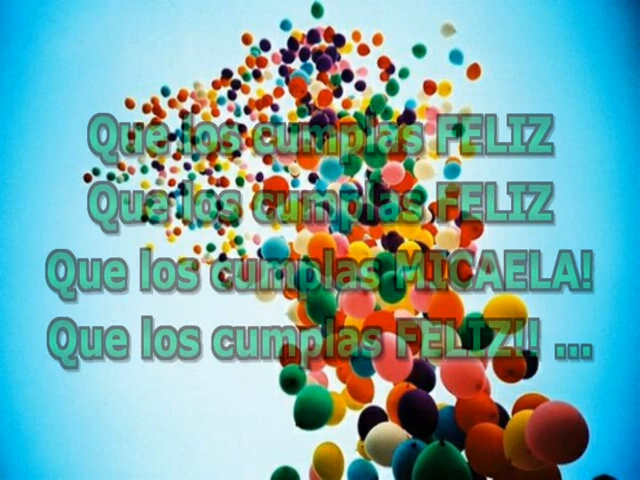 Que los cumplas FELIZ
Que los cumplas FELIZ
Que los cumplas MICAELA!
Que los cumplas FELIZ!! ...